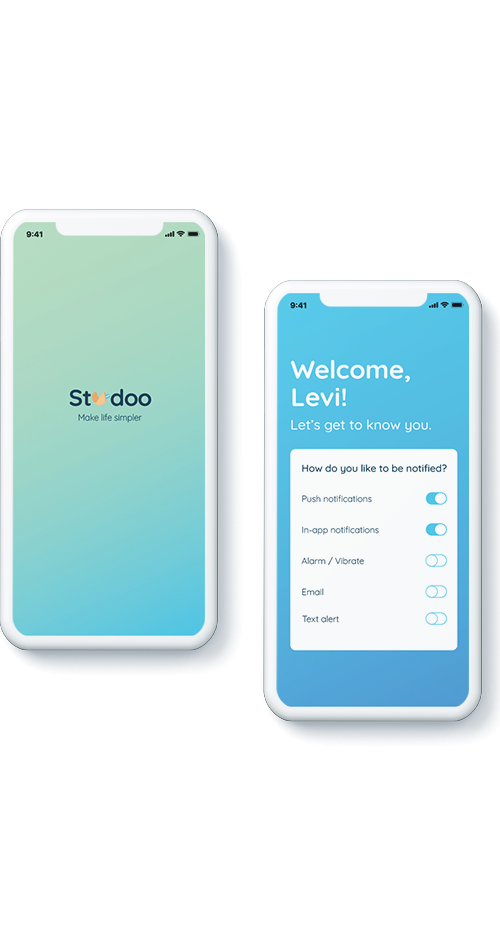 9:41
Studoo
Make life simpler
9:41
Welcome,
Levi!
Let's get to know you.
How do you like to be notified?
Push notifications
In-app notifications
Alarm / Vibrate
Email
Text alert